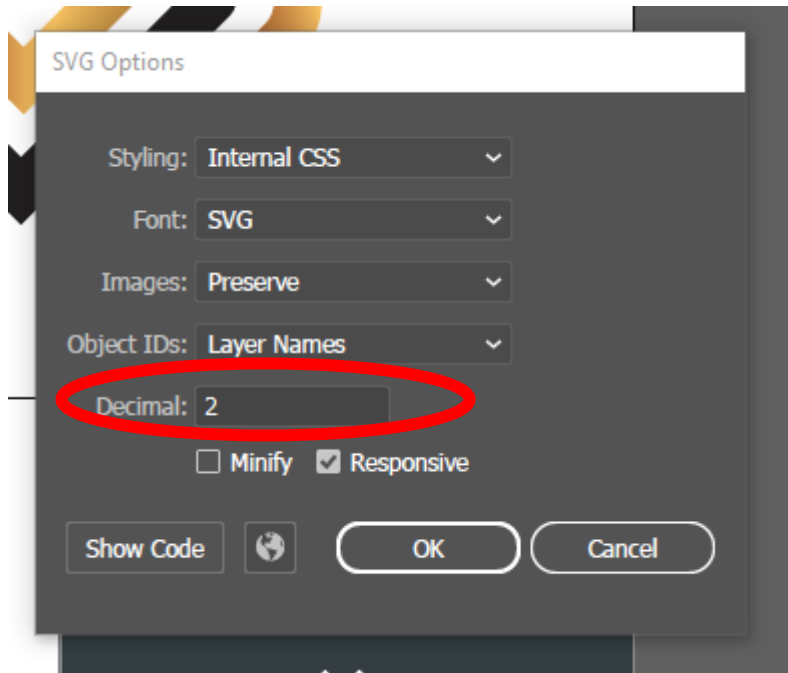 SVG Options
Styling: Internal CSS
Font: SVG
Images: Preserve
Object IDs: Layer Names
Decimal: 2
Minify Responsive
Show Code OK Cancel